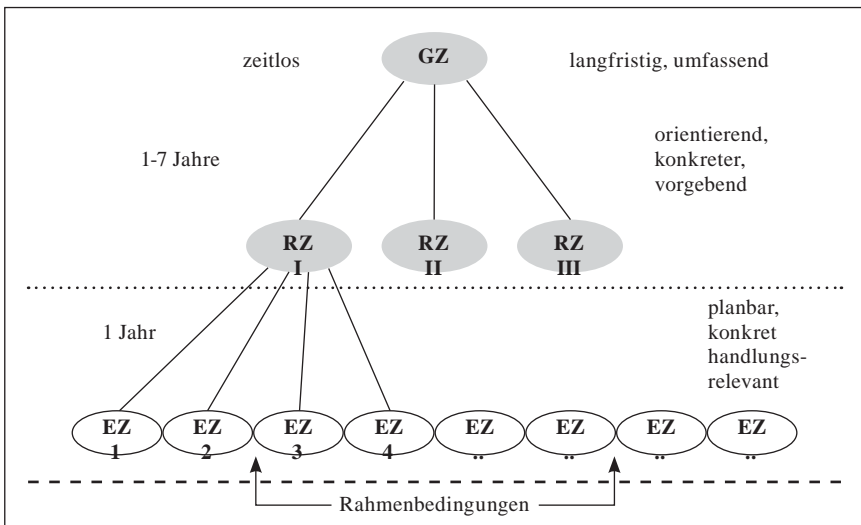 zeitlos GZ langfristig, umfassend
1-7 Jahre
orientierend,
konkreter,
vorgebend
RZ RZ RZ
I II III
1 Jahr
planbar,
konkret
handlungs-
relevant
EZ EZ EZ EZ EZ EZ EZ EZ
1 2 3 4 .. .. .. ..
Rahmenbedingungen